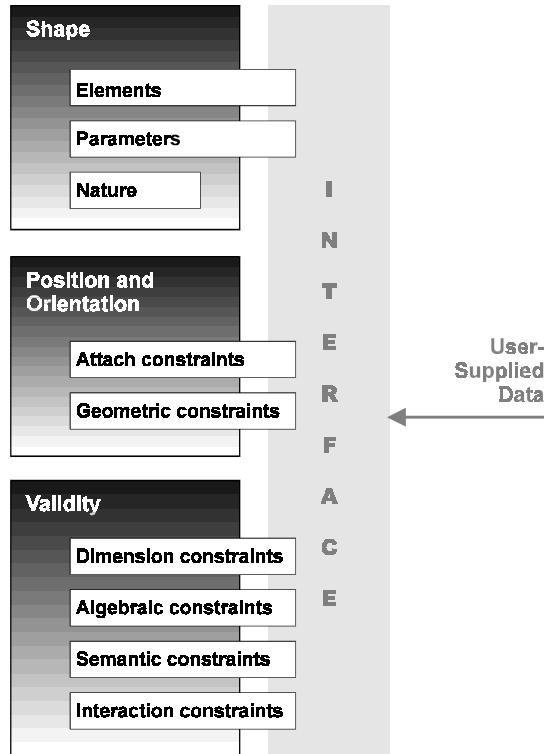 Shape
Elements
Parameters
Nature
Position and
Orientation
Attach constraints
Geometric constraints
Validity
Dimension constraints
Algebraic constraints
Semantic constraints
Interaction constraints
I
N
T
E
R
F
A
C
E
User-
Supplied
Data